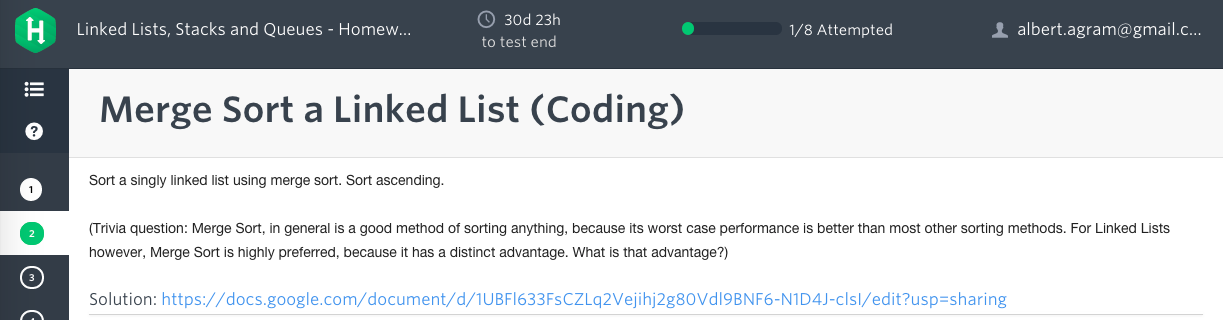 Linked Lists, Stacks and Queues - Homew...
30d 23h
to test end
1/8 Attempted
albert.agram@gmail.c...
Merge Sort a Linked List (Coding)
Sort a singly linked list using merge sort. Sort ascending.
(Trivia question: Merge Sort, in general is a good method of sorting anything, because its worst case performance is better than most other sorting methods. For Linked Lists
however, Merge Sort is highly preferred, because it has a distinct advantage. What is that advantage?)
Solution: https://docs.google.com/document/d/1UBFl633FsCZLq2Vejihj2g80Vdl9BNF6-N1D4J-clsI/edit?usp=sharing
?
1
2
3